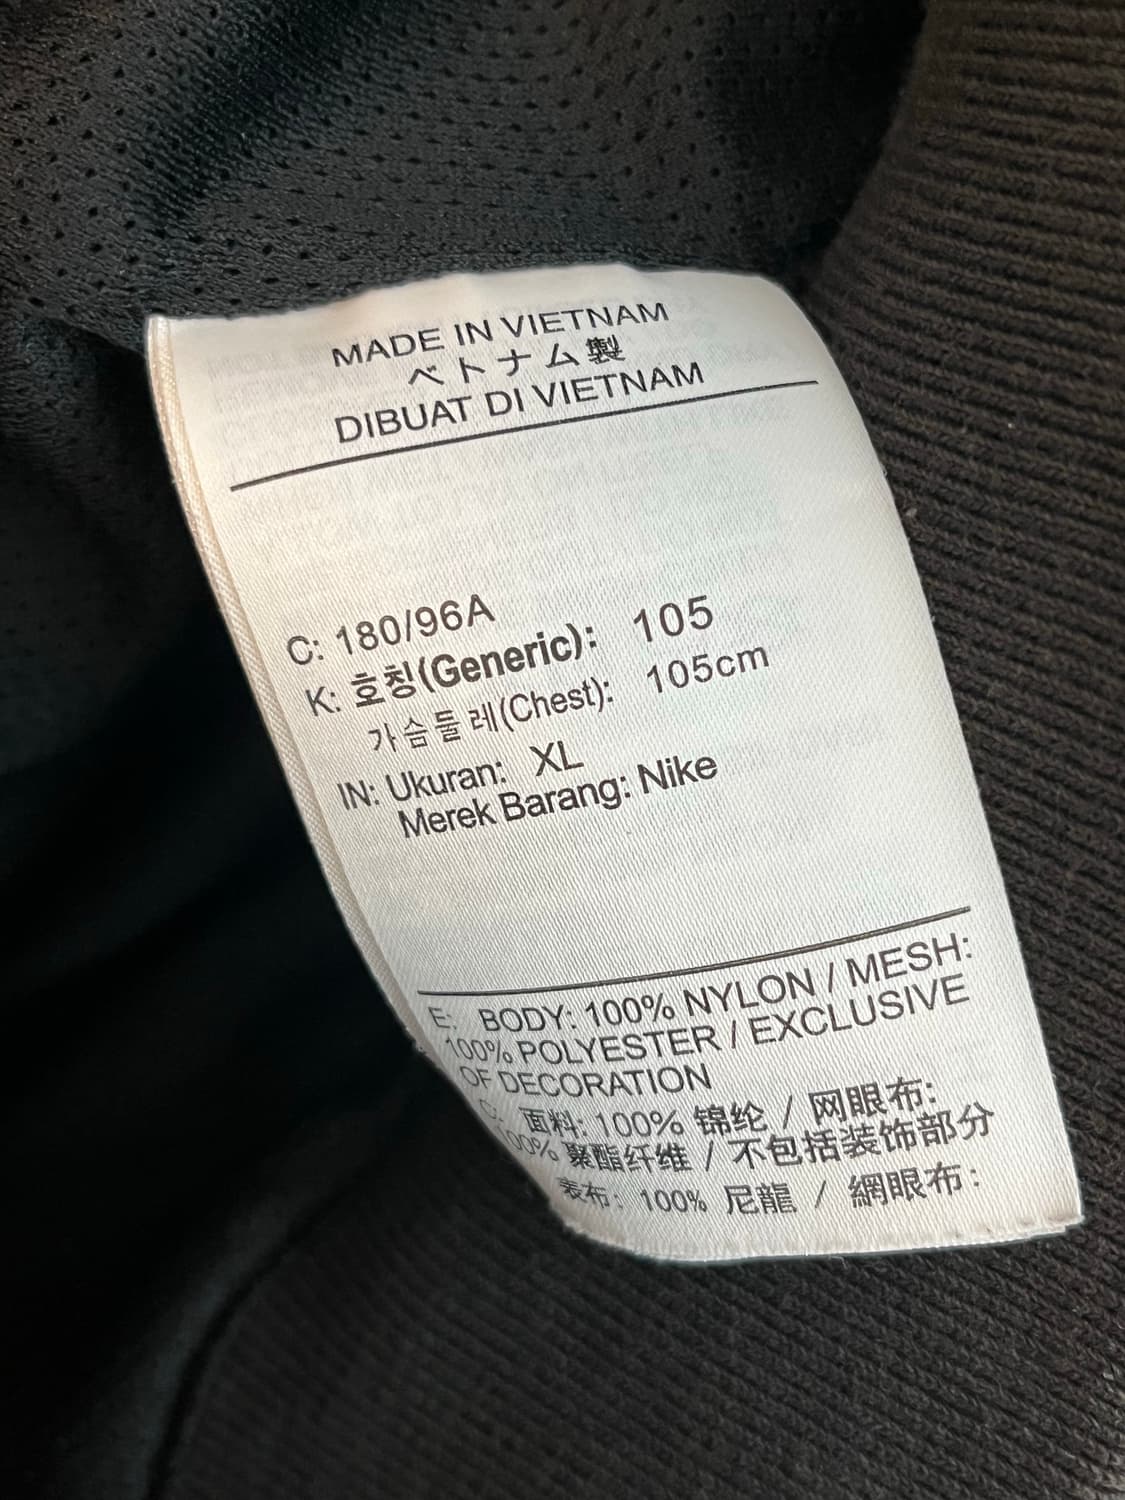 MADE IN VIETNAM
ベトナム製
DIBUAT DI VIETNAM
C: 180/96A
K: 호칭(Generic): 105
가슴둘레(Chest): 105cm
IN: Ukuran: XL
Merek Barang: Nike
E: BODY: 100% NYLON / MESH:
100% POLYESTER / EXCLUSIVE
OF DECORATION
C: 面料: 100% 锦纶 / 网眼布:
100% 聚酯纤维 / 不包括装饰部分
表布: 100% 尼龍 / 網眼布: